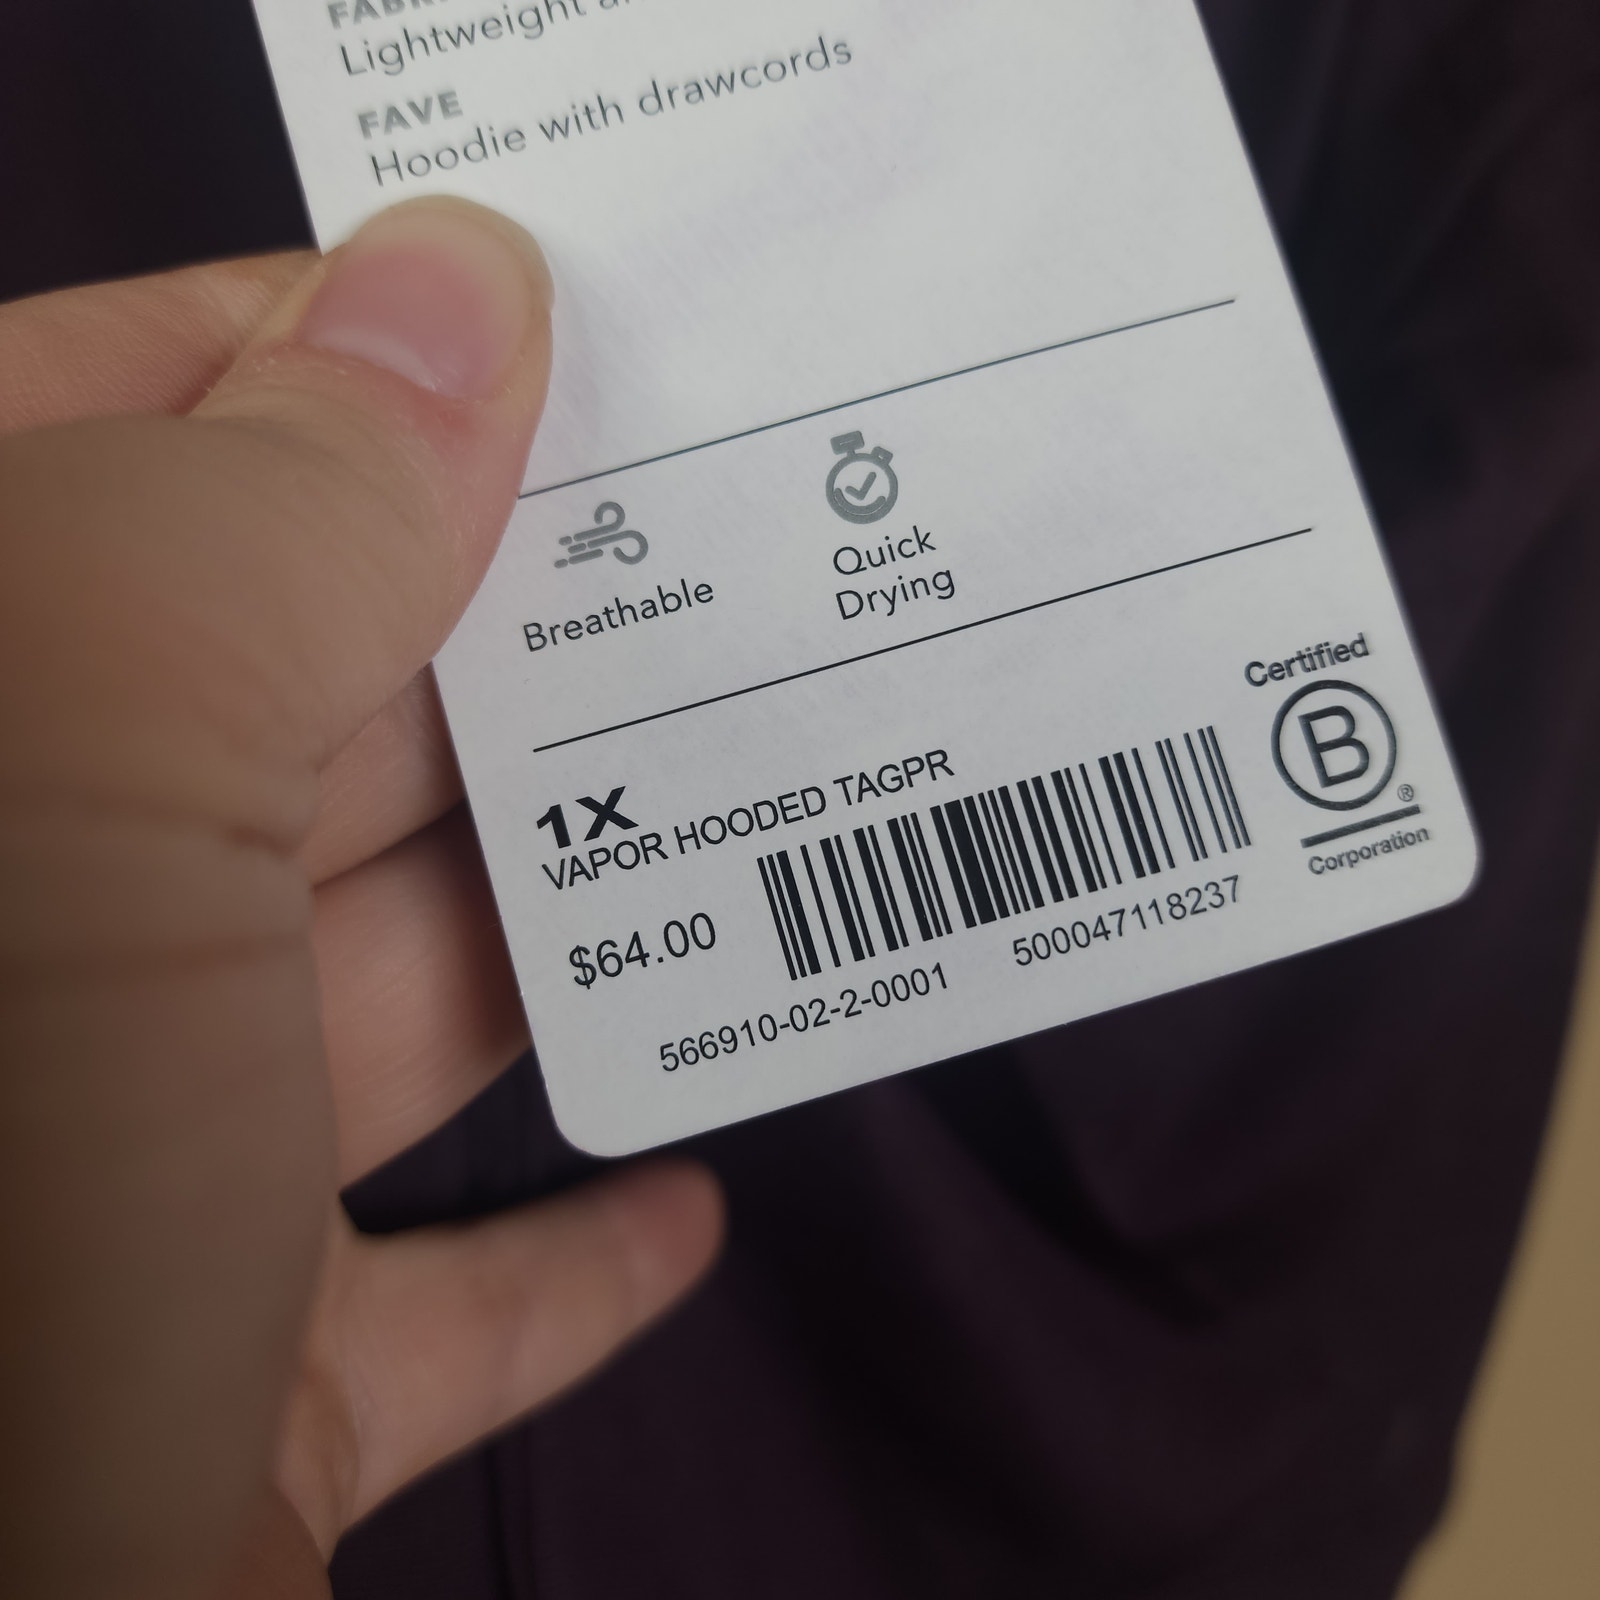 Lightweight
FAVE
Hoodie with drawcords
Breathable
Quick
Drying
Certified
B
®
Corporation
1X
VAPOR HOODED TAGPR
$64.00
566910-02-2-0001 500047118237